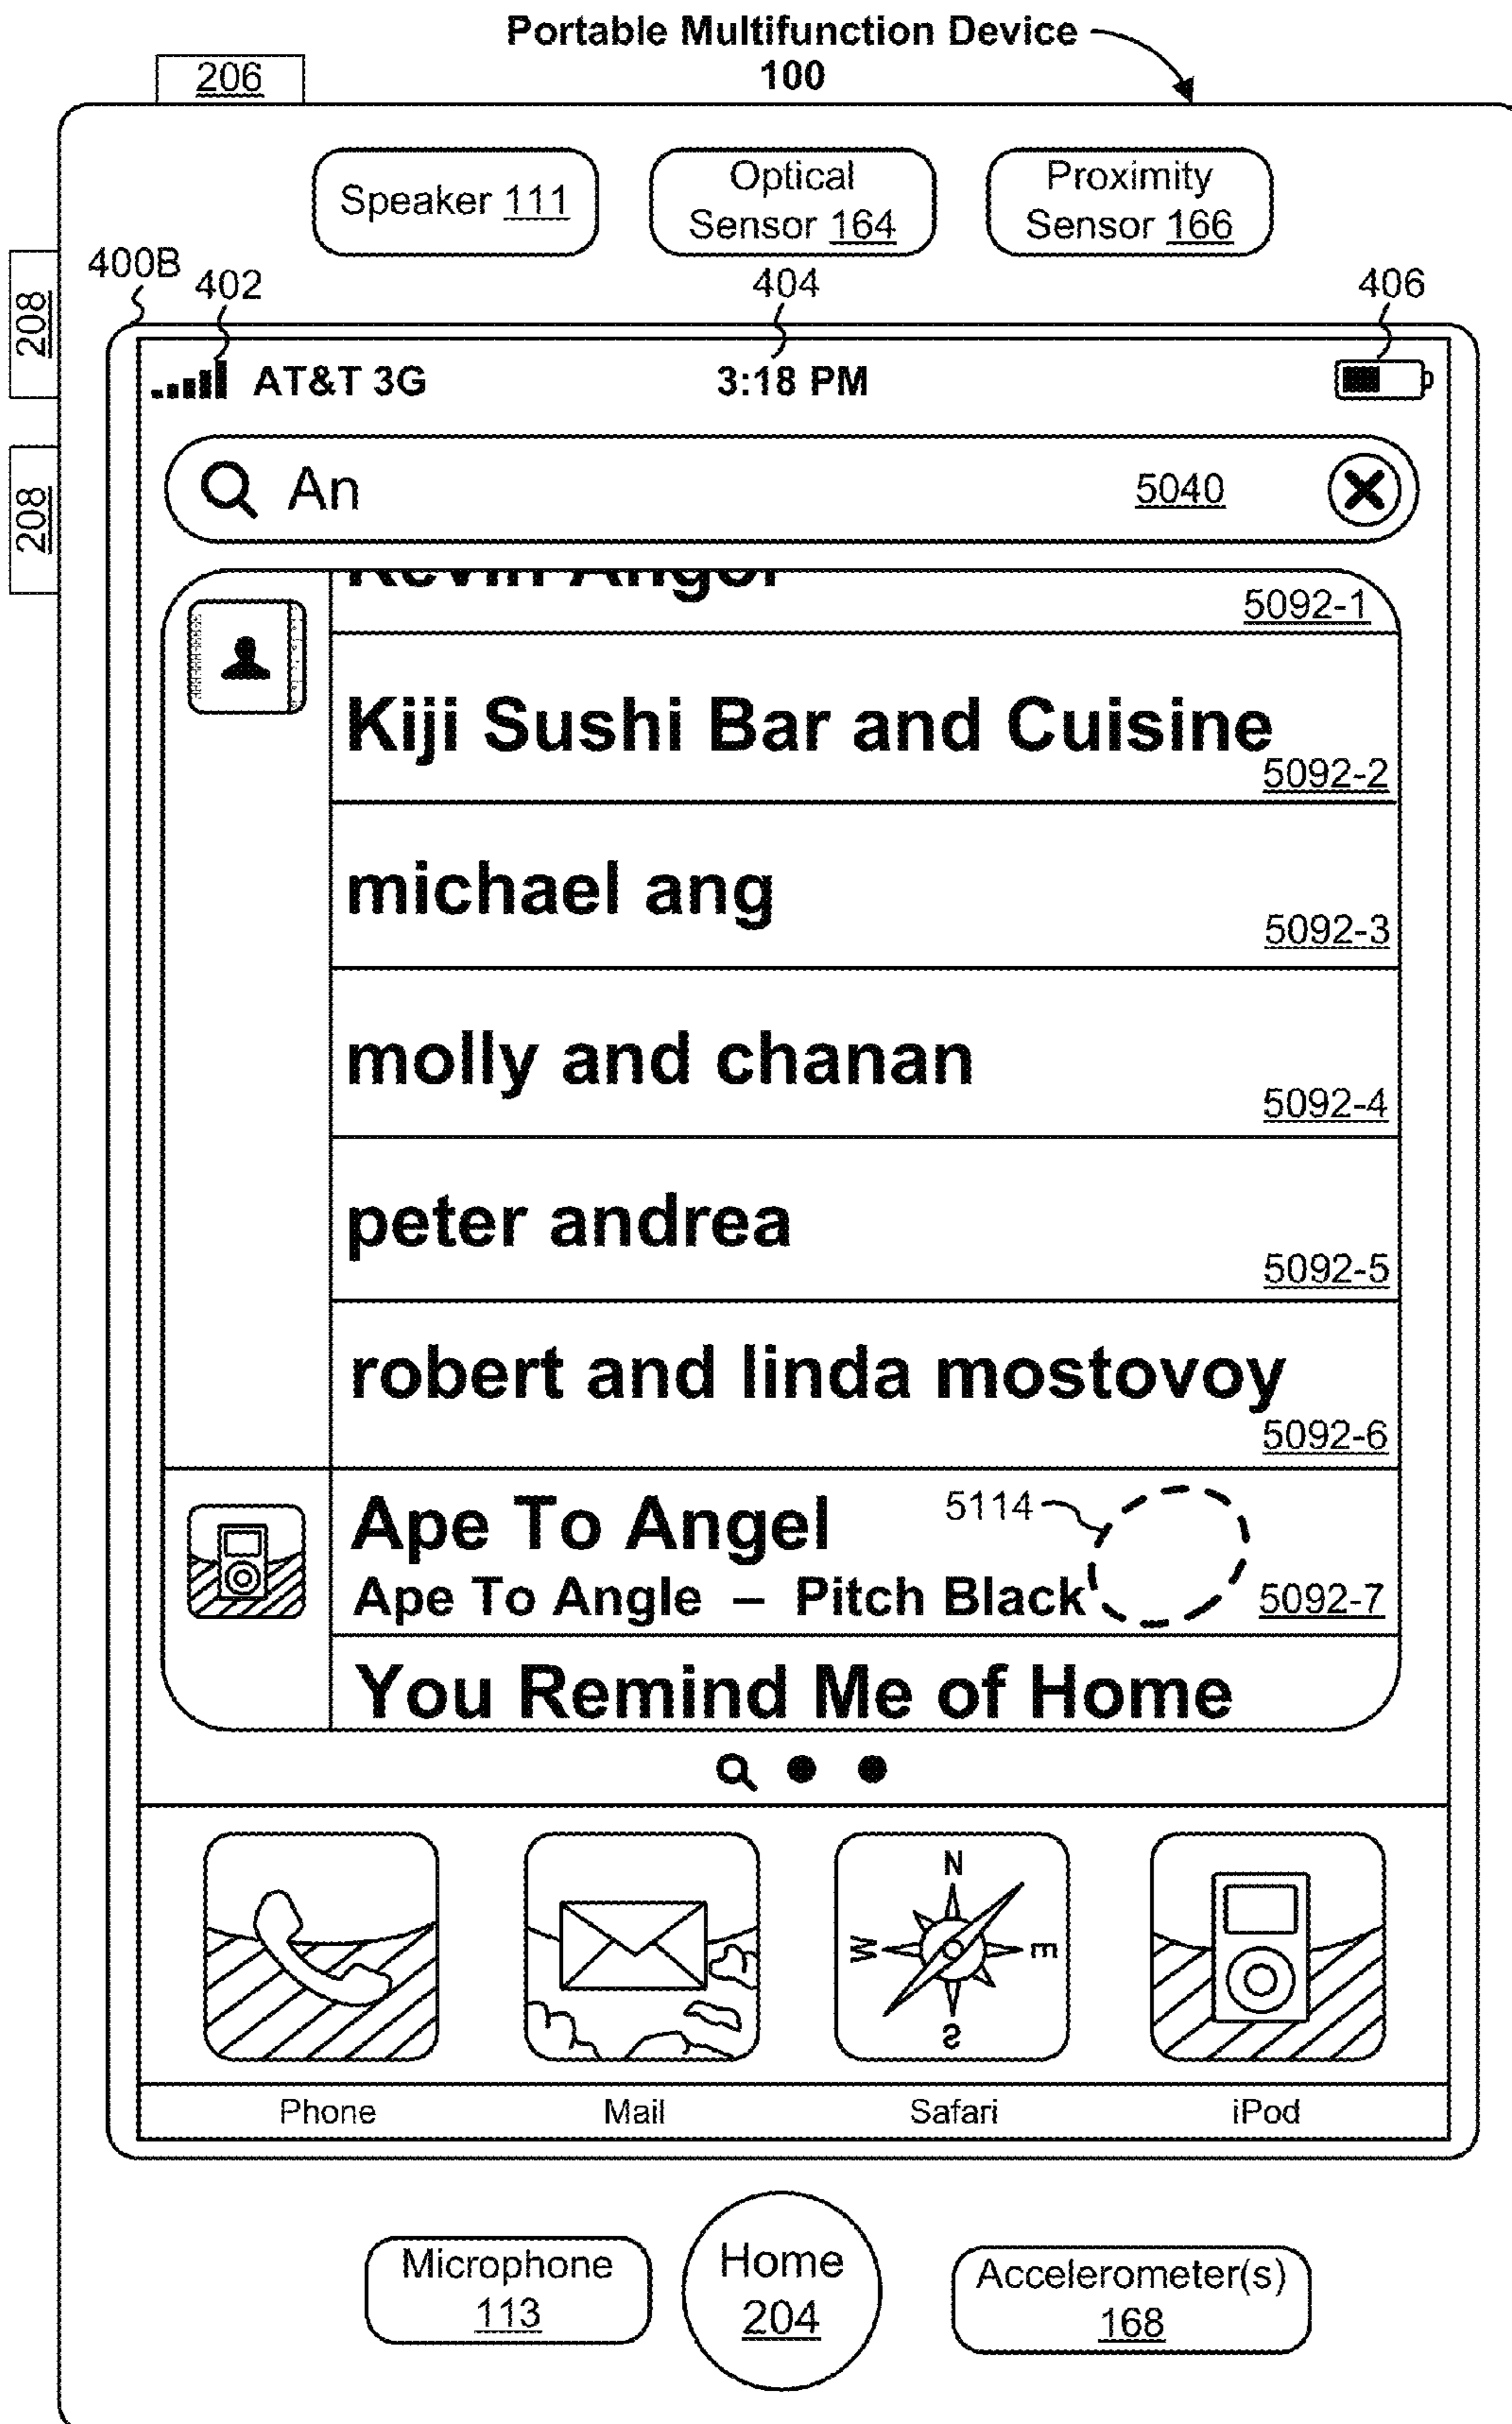 Portable Multifunction Device
100
206
Speaker 111
Optical
Sensor 164
Proximity
Sensor 166
208
208
400B
402
404
406
AT&T 3G
3:18 PM
An
5040
5092-1
Kiji Sushi Bar and Cuisine
5092-2
michael ang
5092-3
molly and chanan
5092-4
peter andrea
5092-5
robert and linda mostovoy
5092-6
Ape To Angel
5114
Ape To Angle – Pitch Black
5092-7
You Remind Me of Home
N
W
E
S
Phone
Mail
Safari
iPod
Microphone
113
Home
204
Accelerometer(s)
168